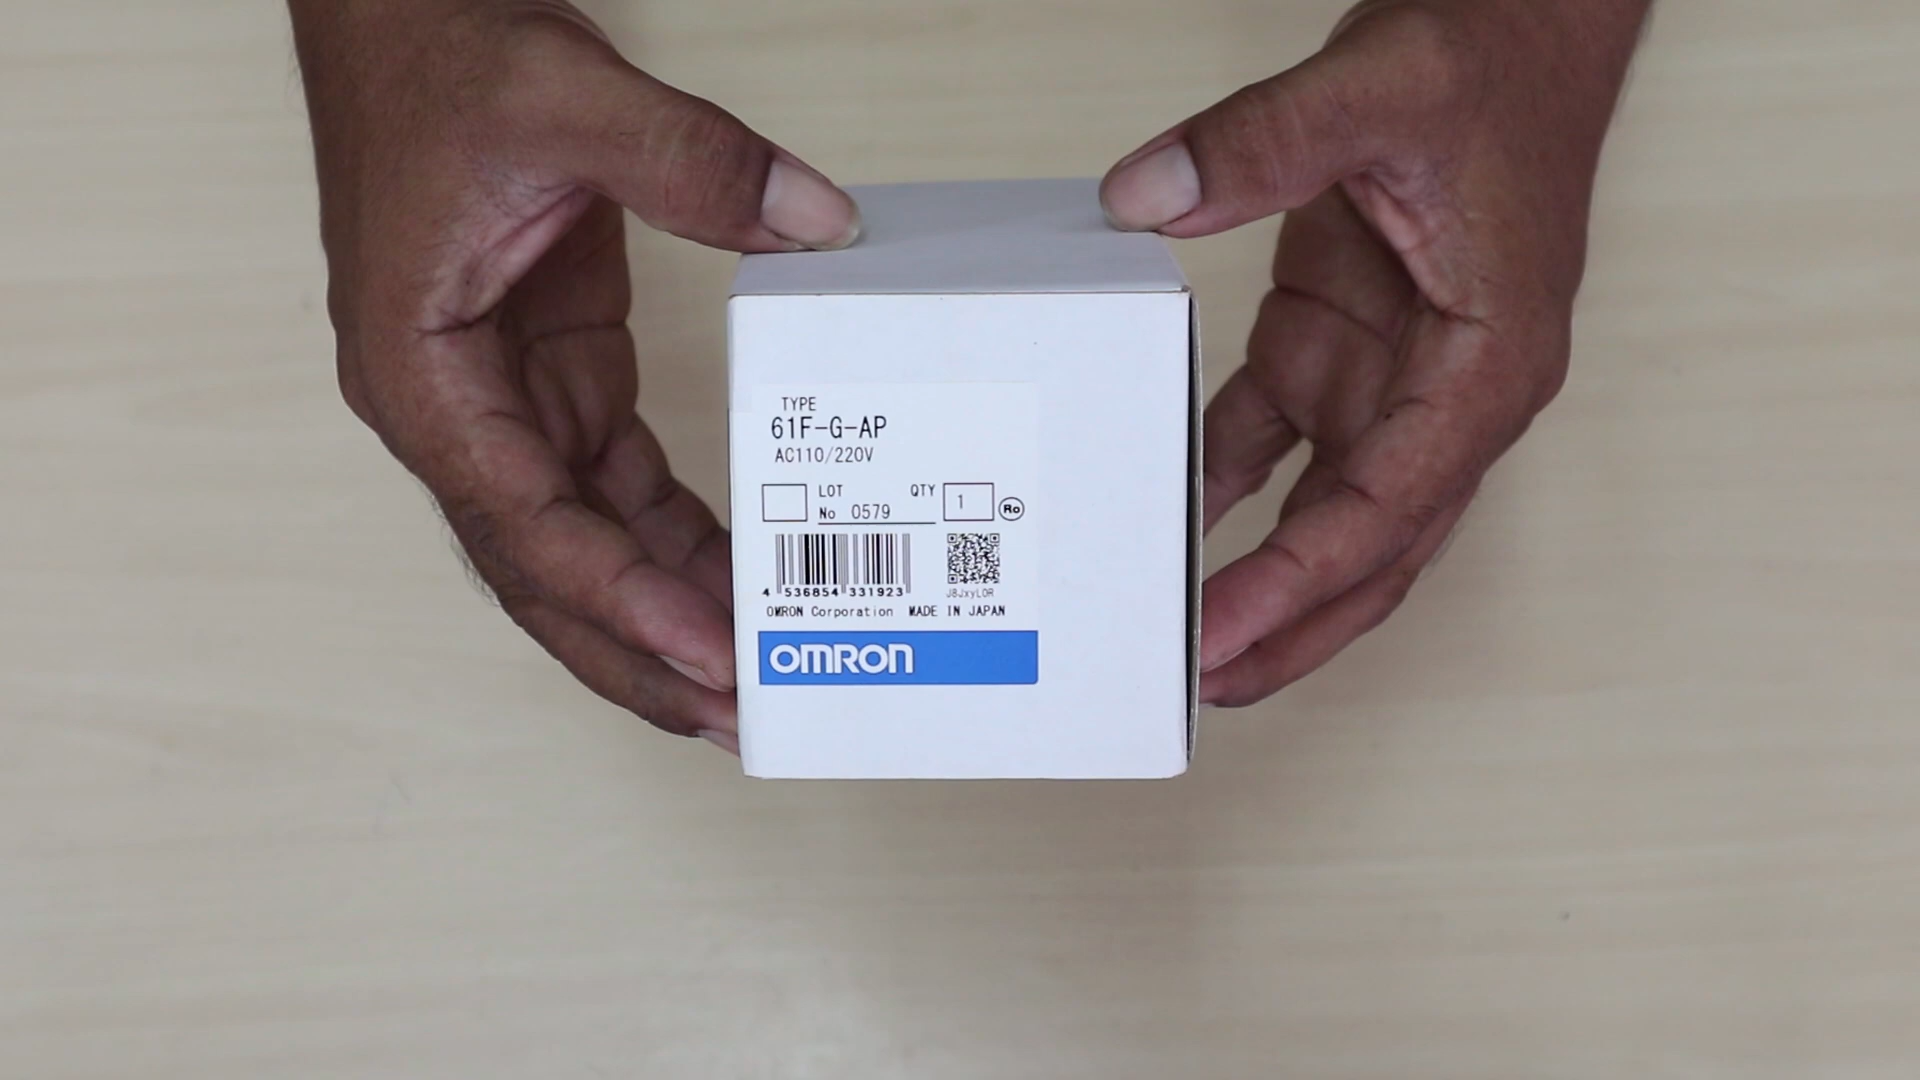 TYPE
61F-G-AP
AC110/220V
LOT
No 0579
QTY
1
Ro
4 536854 331923
J8JxyLOR
OMRON Corporation MADE IN JAPAN
OMRON